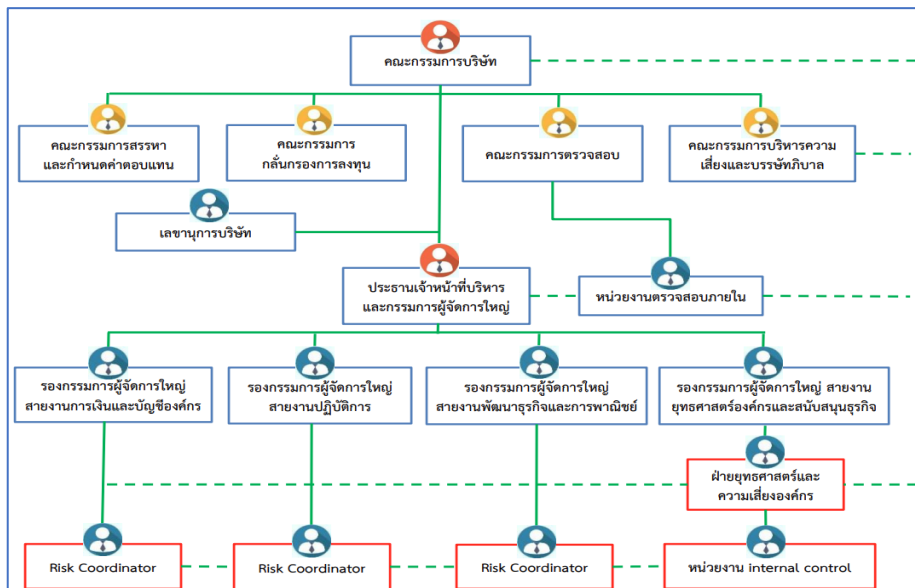 คณะกรรมการบริษัท
คณะกรรมการสรรหา
และกำหนดค่าตอบแทน
คณะกรรมการ
กลั่นกรองการลงทุน
คณะกรรมการตรวจสอบ
คณะกรรมการบริหารความ
เสี่ยงและบรรษัทภิบาล
เลขานุการบริษัท
ประธานเจ้าหน้าที่บริหาร
และกรรมการผู้จัดการใหญ่
หน่วยงานตรวจสอบภายใน
รองกรรมการผู้จัดการใหญ่
สายงานการเงินและบัญชีองค์กร
รองกรรมการผู้จัดการใหญ่
สายงานปฏิบัติการ
รองกรรมการผู้จัดการใหญ่
สายงานพัฒนาธุรกิจและการพาณิชย์
รองกรรมการผู้จัดการใหญ่ สายงาน
ยุทธศาสตร์องค์กรและสนับสนุนธุรกิจ
ฝ่ายยุทธศาสตร์และ
ความเสี่ยงองค์กร
Risk Coordinator
Risk Coordinator
Risk Coordinator
หน่วยงาน internal control